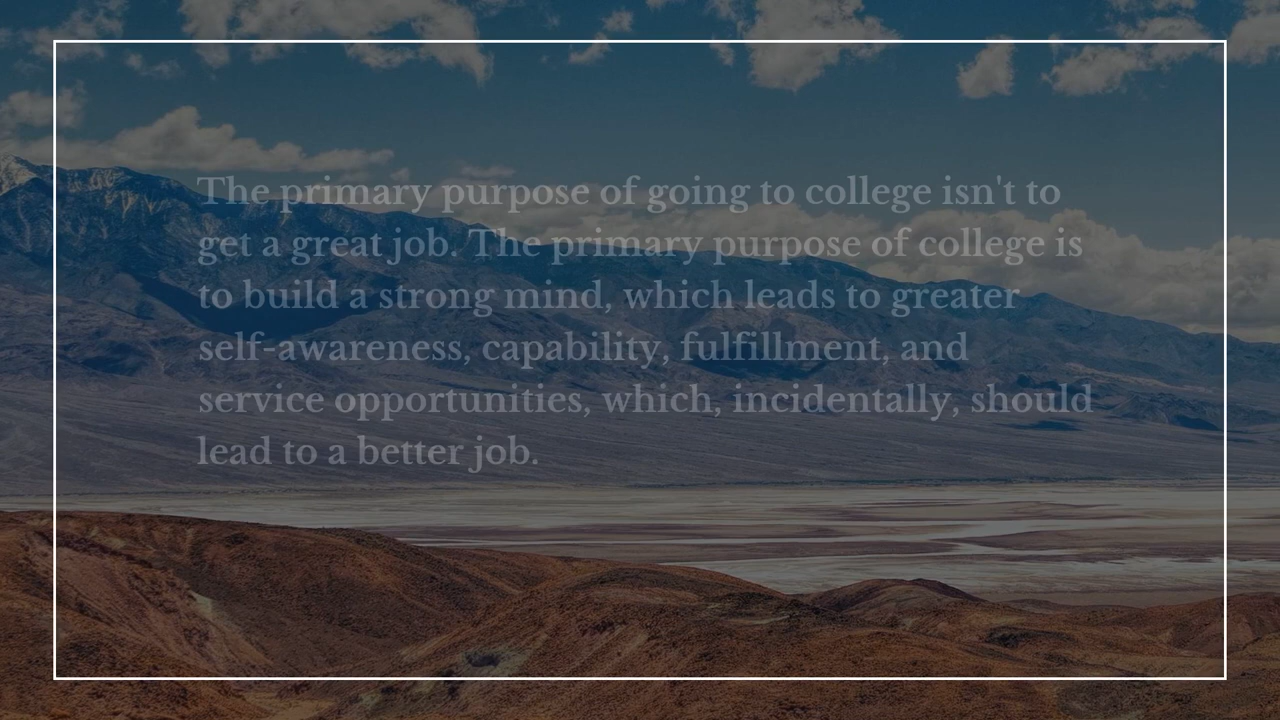 The primary purpose of going to college isn't to
get a great job. The primary purpose of college is
to build a strong mind, which leads to greater
self-awareness, capability, fulfillment, and
service opportunities, which, incidentally, should
lead to a better job.